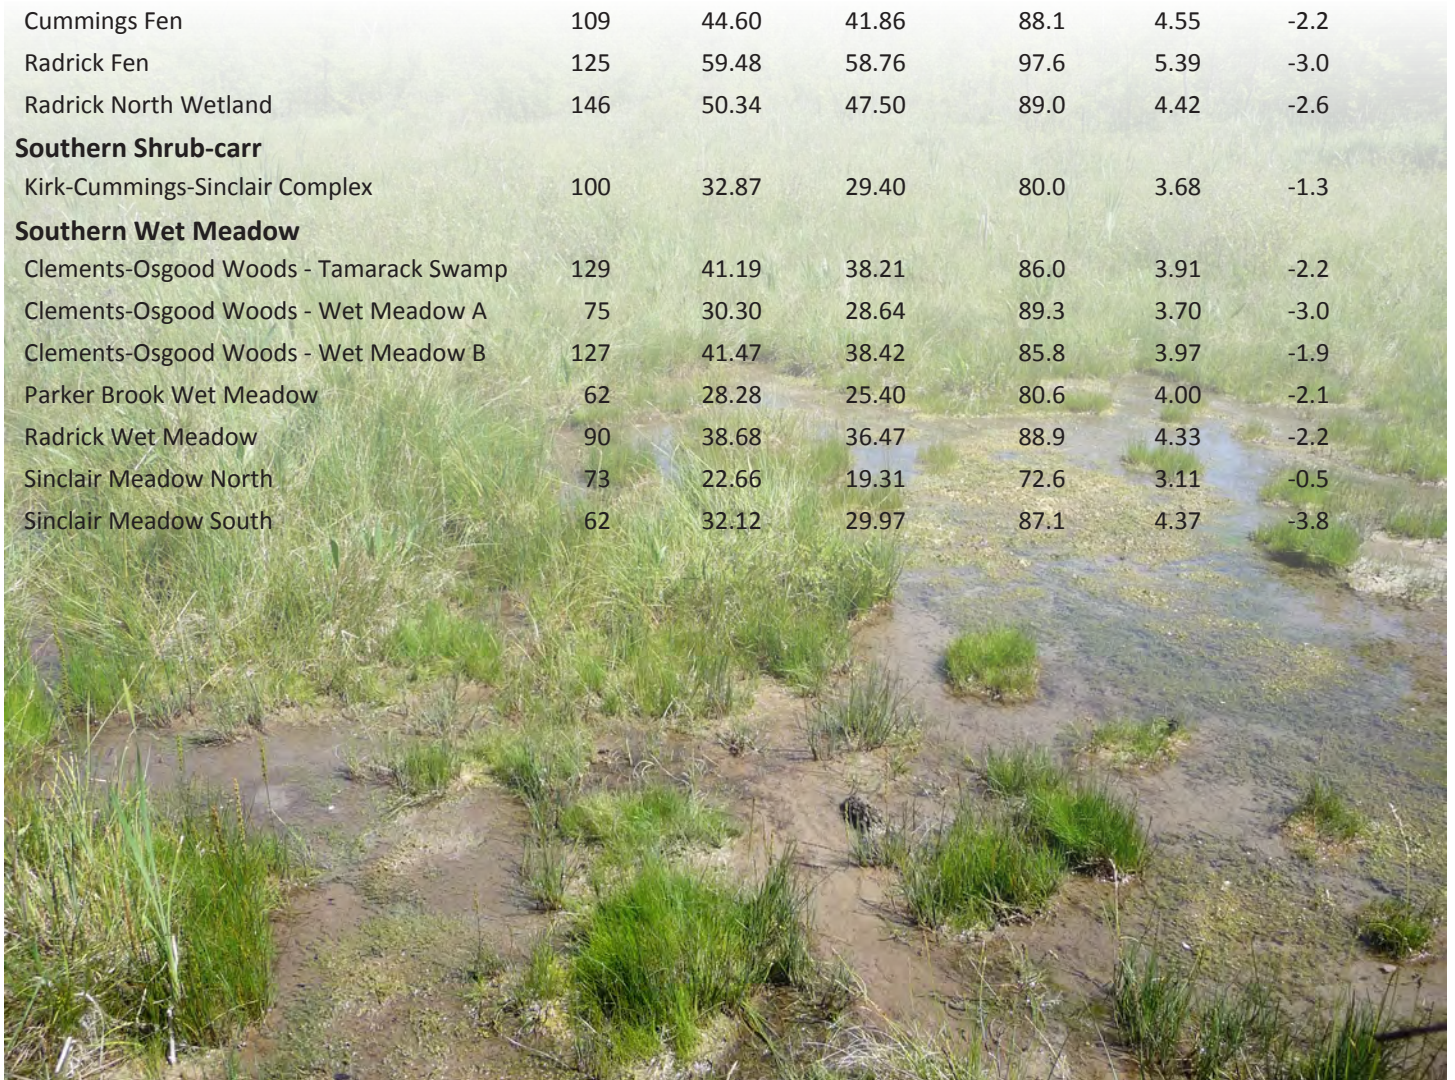 Cummings Fen 109 44.60 41.86 88.1 4.55 -2.2
Radrick Fen 125 59.48 58.76 97.6 5.39 -3.0
Radrick North Wetland 146 50.34 47.50 89.0 4.42 -2.6
Southern Shrub-carr
Kirk-Cummings-Sinclair Complex 100 32.87 29.40 80.0 3.68 -1.3
Southern Wet Meadow
Clements-Osgood Woods - Tamarack Swamp 129 41.19 38.21 86.0 3.91 -2.2
Clements-Osgood Woods - Wet Meadow A 75 30.30 28.64 89.3 3.70 -3.0
Clements-Osgood Woods - Wet Meadow B 127 41.47 38.42 85.8 3.97 -1.9
Parker Brook Wet Meadow 62 28.28 25.40 80.6 4.00 -2.1
Radrick Wet Meadow 90 38.68 36.47 88.9 4.33 -2.2
Sinclair Meadow North 73 22.66 19.31 72.6 3.11 -0.5
Sinclair Meadow South 62 32.12 29.97 87.1 4.37 -3.8